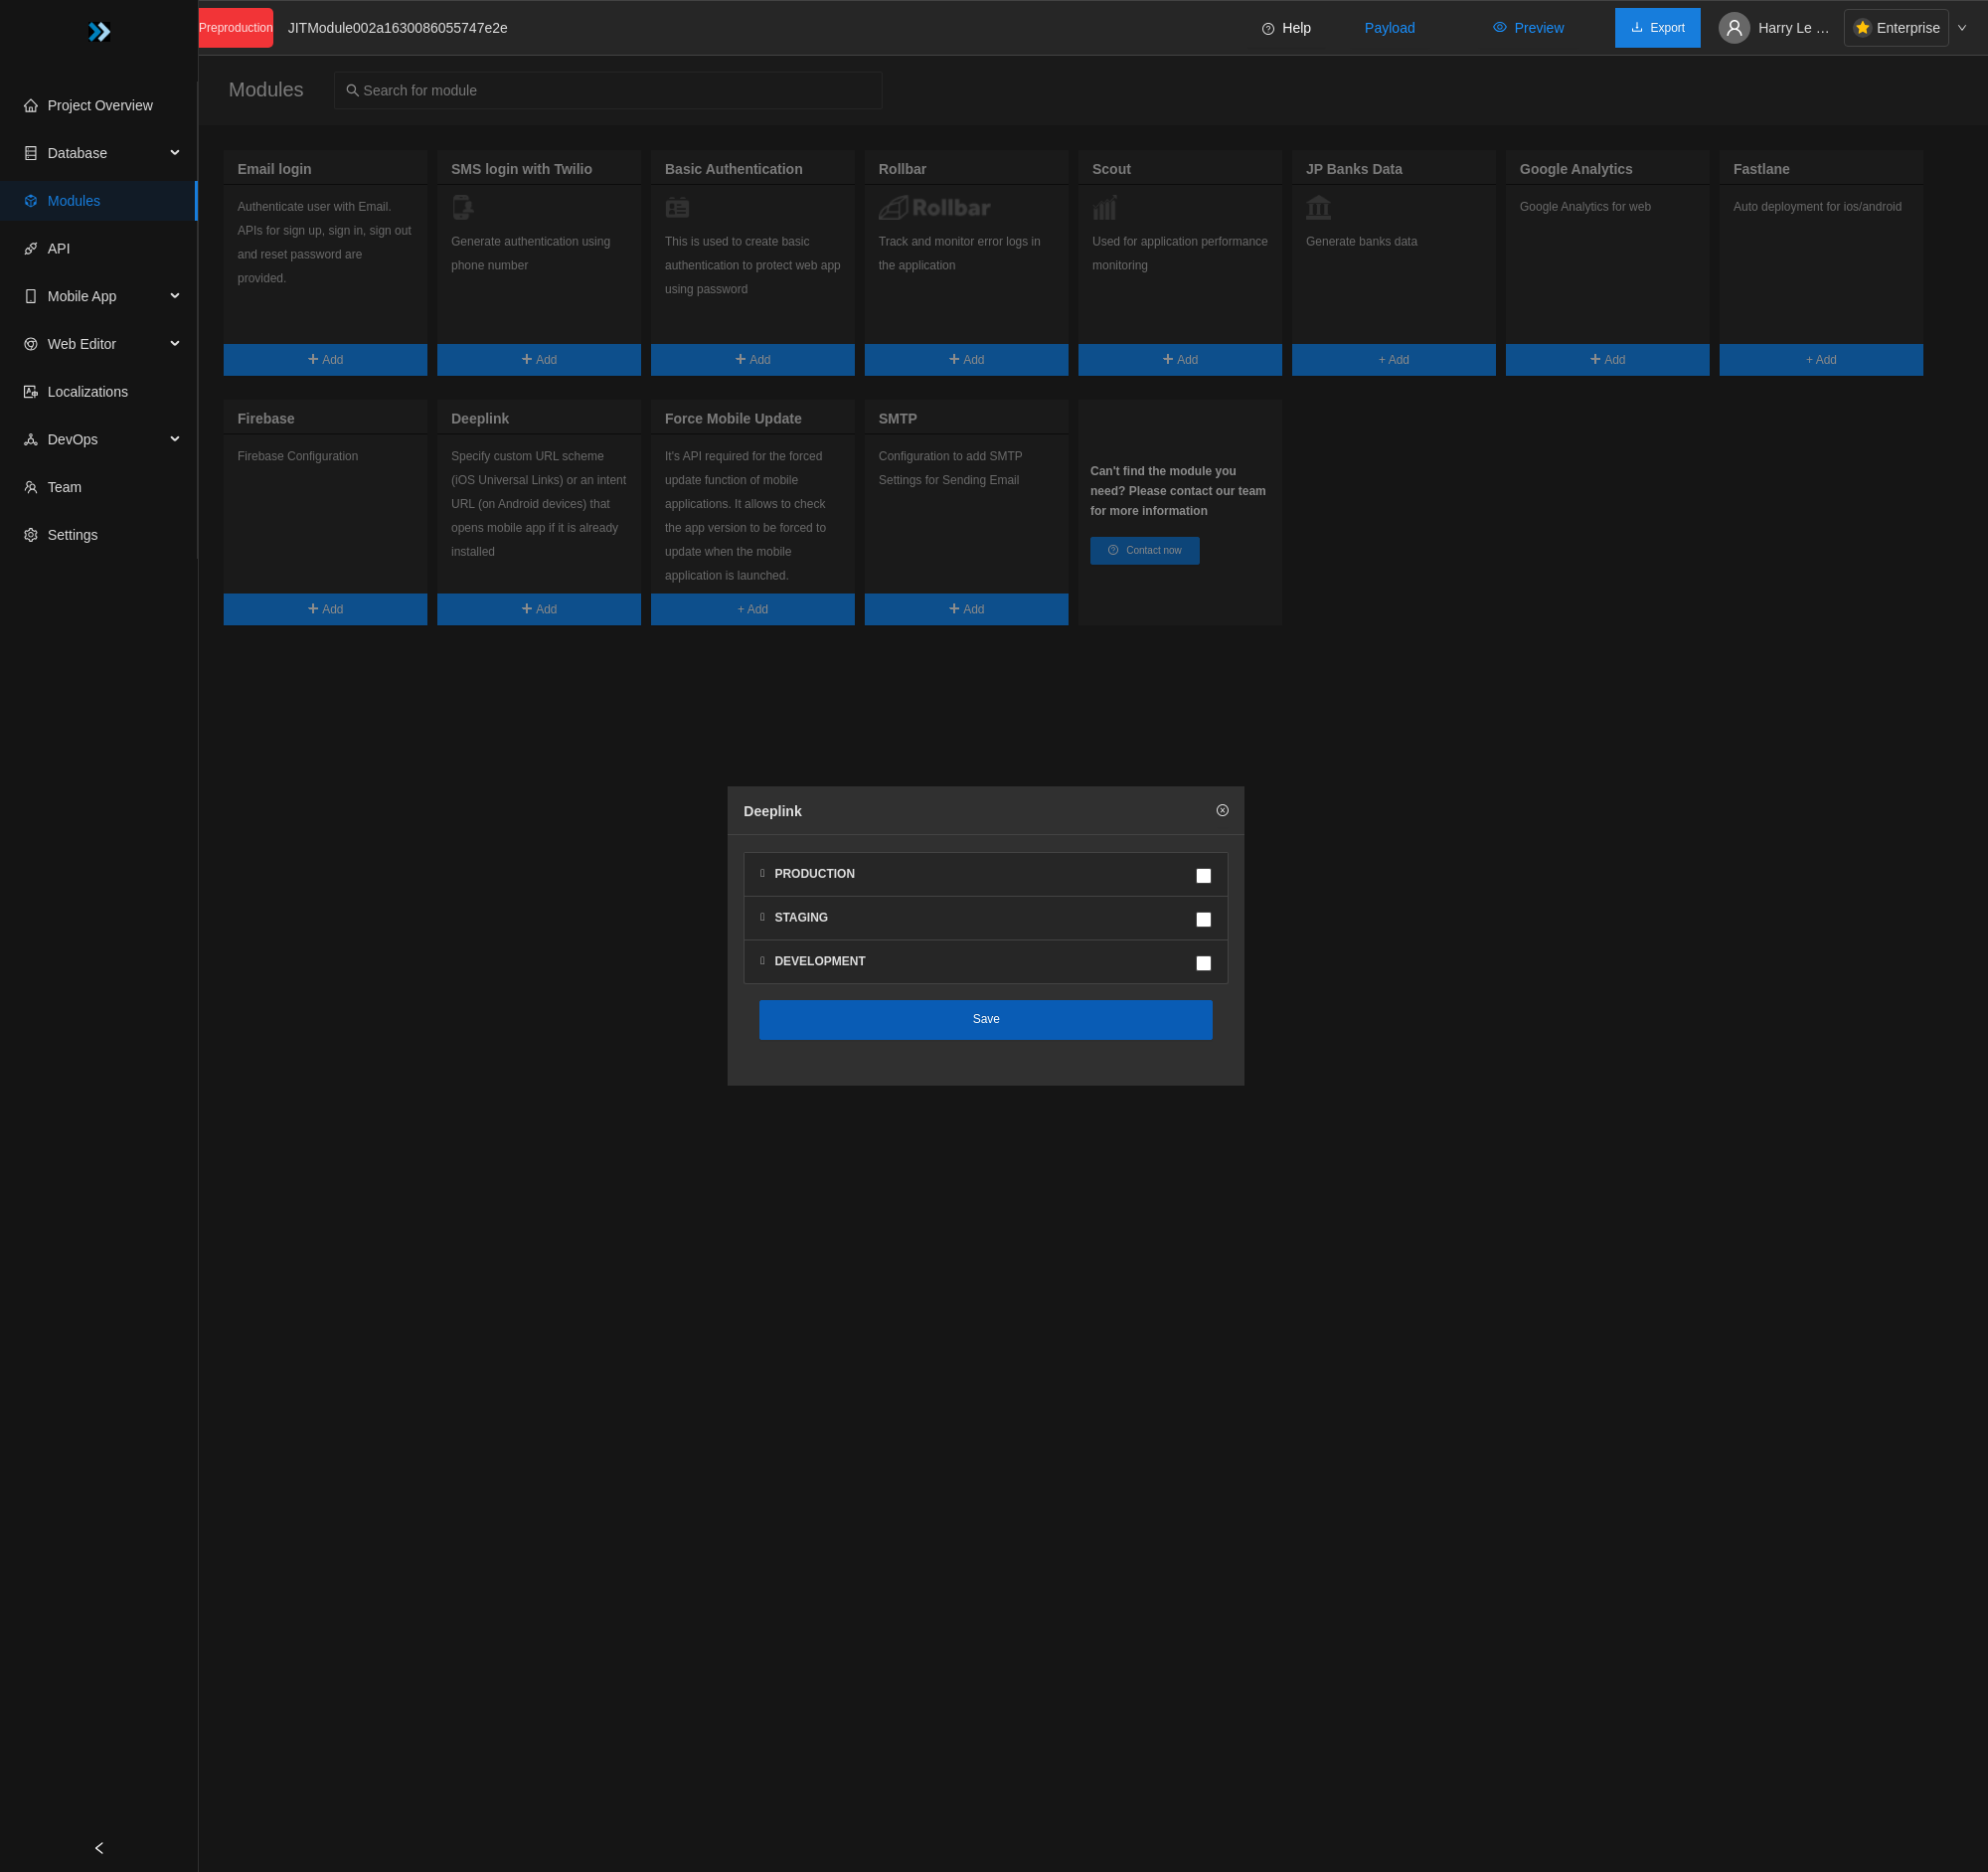 Preproduction
JITModule002a1630086055747e2e
Help
Payload
Preview
Export
Harry Le ...
Enterprise
Project Overview
Database
Modules
API
Mobile App
Web Editor
Localizations
DevOps
Team
Settings
Modules
Search for module
Email login
Authenticate user with Email.
APIs for sign up, sign in, sign out
and reset password are
provided.
Add
SMS login with Twilio
Generate authentication using
phone number
Add
Basic Authentication
This is used to create basic
authentication to protect web app
using password
Add
Rollbar
Rollbar
Track and monitor error logs in
the application
Add
Scout
Used for application performance
monitoring
Add
JP Banks Data
Generate banks data
+ Add
Google Analytics
Google Analytics for web
Add
Fastlane
Auto deployment for ios/android
+ Add
Firebase
Firebase Configuration
Add
Deeplink
Specify custom URL scheme
(iOS Universal Links) or an intent
URL (on Android devices) that
opens mobile app if it is already
installed
Add
Force Mobile Update
It's API required for the forced
update function of mobile
applications. It allows to check
the app version to be forced to
update when the mobile
application is launched.
+ Add
SMTP
Configuration to add SMTP
Settings for Sending Email
Add
Can't find the module you
need? Please contact our team
for more information
Contact now
Deeplink
PRODUCTION
STAGING
DEVELOPMENT
Save